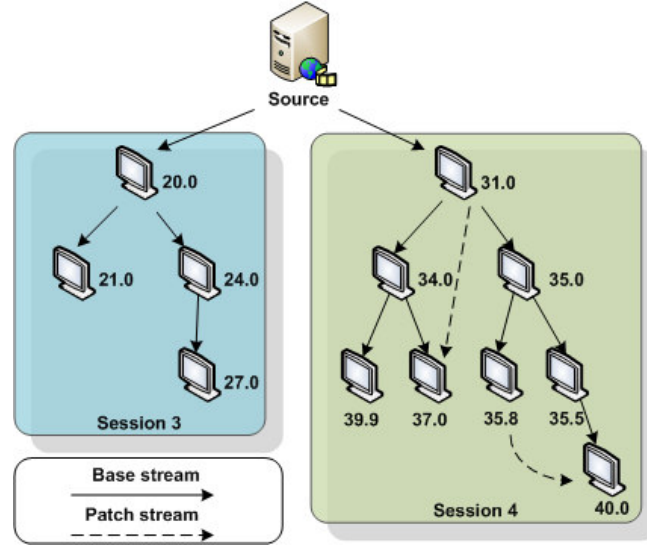 Source
20.0
31.0
21.0
24.0
34.0
35.0
27.0
39.9
37.0
35.8
35.5
Session 3
40.0
Session 4
Base stream
Patch stream